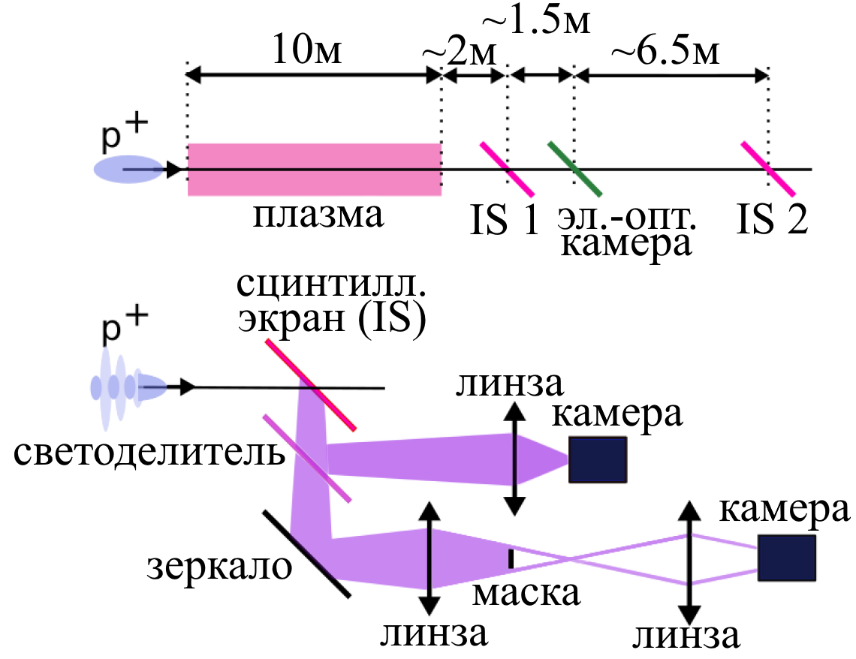 ~1.5м
10м
~2м
~6.5м
p+
плазма
IS 1
эл.-опт.
камера
IS 2
сцинтилл.
экран (IS)
p+
линза
камера
светоделитель
камера
зеркало
маска
линза
линза